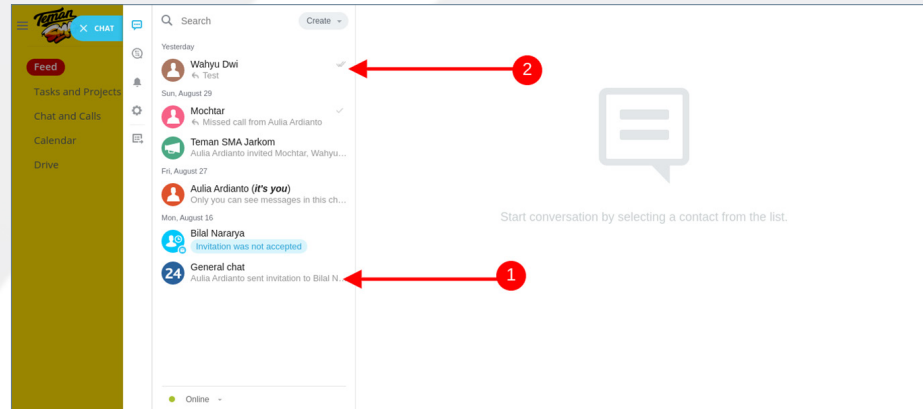 Teman
CHAT
Feed
Tasks and Projects
Chat and Calls
Calendar
Drive
Search
Create
Yesterday
Wahyu Dwi
Test
2
Sun, August 29
Mochtar
Missed call from Aulia Ardianto
Teman SMA Jarkom
Aulia Ardianto invited Mochtar, Wahyu...
Fri, August 27
Aulia Ardianto (it's you)
Only you can see messages in this ch...
Mon, August 16
Bilal Nararya
Invitation was not accepted
24
General chat
Aulia Ardianto sent invitation to Bilal N...
1
Online
Start conversation by selecting a contact from the list.